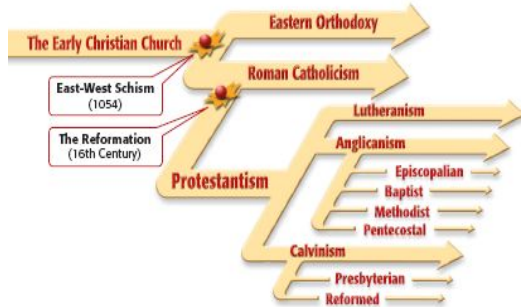 Eastern Orthodoxy
The Early Christian Church
Roman Catholicism
East-West Schism
(1054)
The Reformation
(16th Century)
Lutheranism
Anglicanism
Protestantism
Episcopalian
Baptist
Methodist
Pentecostal
Calvinism
Presbyterian
Reformed